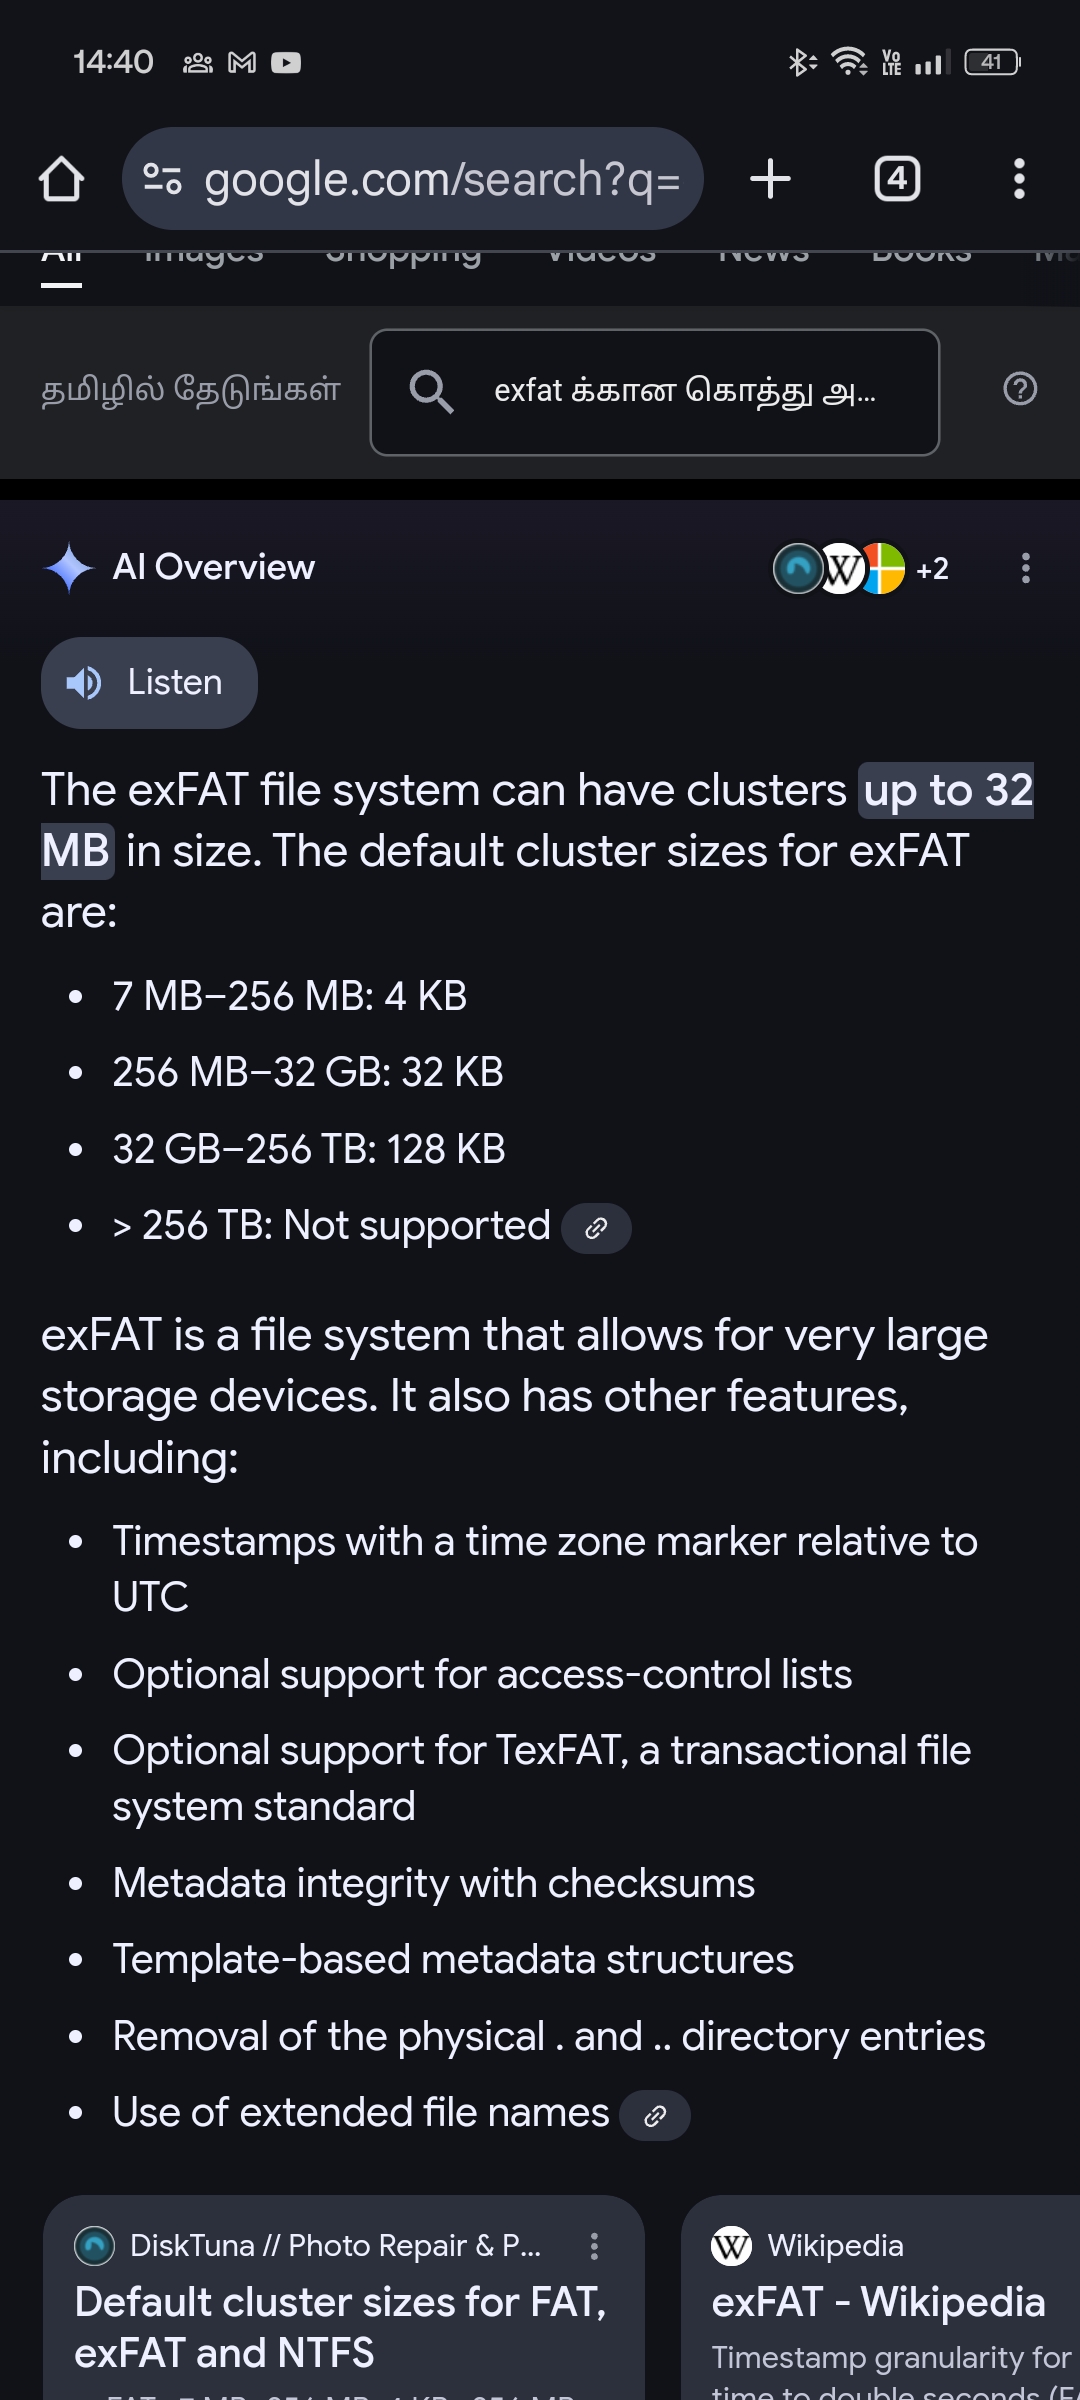 14:40
Vo LTE
41
google.com/search?q=
4
All Images Shopping Videos News Books
தமிழில் தேடுங்கள்
exfat க்கான கொத்து அ...
AI Overview
+2
Listen
The exFAT file system can have clusters up to 32
MB in size. The default cluster sizes for exFAT
are:
• 7 MB–256 MB: 4 KB
• 256 MB–32 GB: 32 KB
• 32 GB–256 TB: 128 KB
• > 256 TB: Not supported
exFAT is a file system that allows for very large
storage devices. It also has other features,
including:
• Timestamps with a time zone marker relative to
UTC
• Optional support for access-control lists
• Optional support for TexFAT, a transactional file
system standard
• Metadata integrity with checksums
• Template-based metadata structures
• Removal of the physical . and .. directory entries
• Use of extended file names
DiskTuna // Photo Repair & P...
Default cluster sizes for FAT,
exFAT and NTFS
W Wikipedia
exFAT - Wikipedia
Timestamp granularity for
time to double seconds